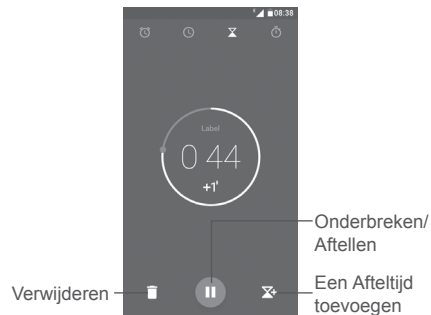 08:38
Label
0 44
+1'
Onderbreken/
Aftellen
Verwijderen
Een Afteltijd
toevoegen